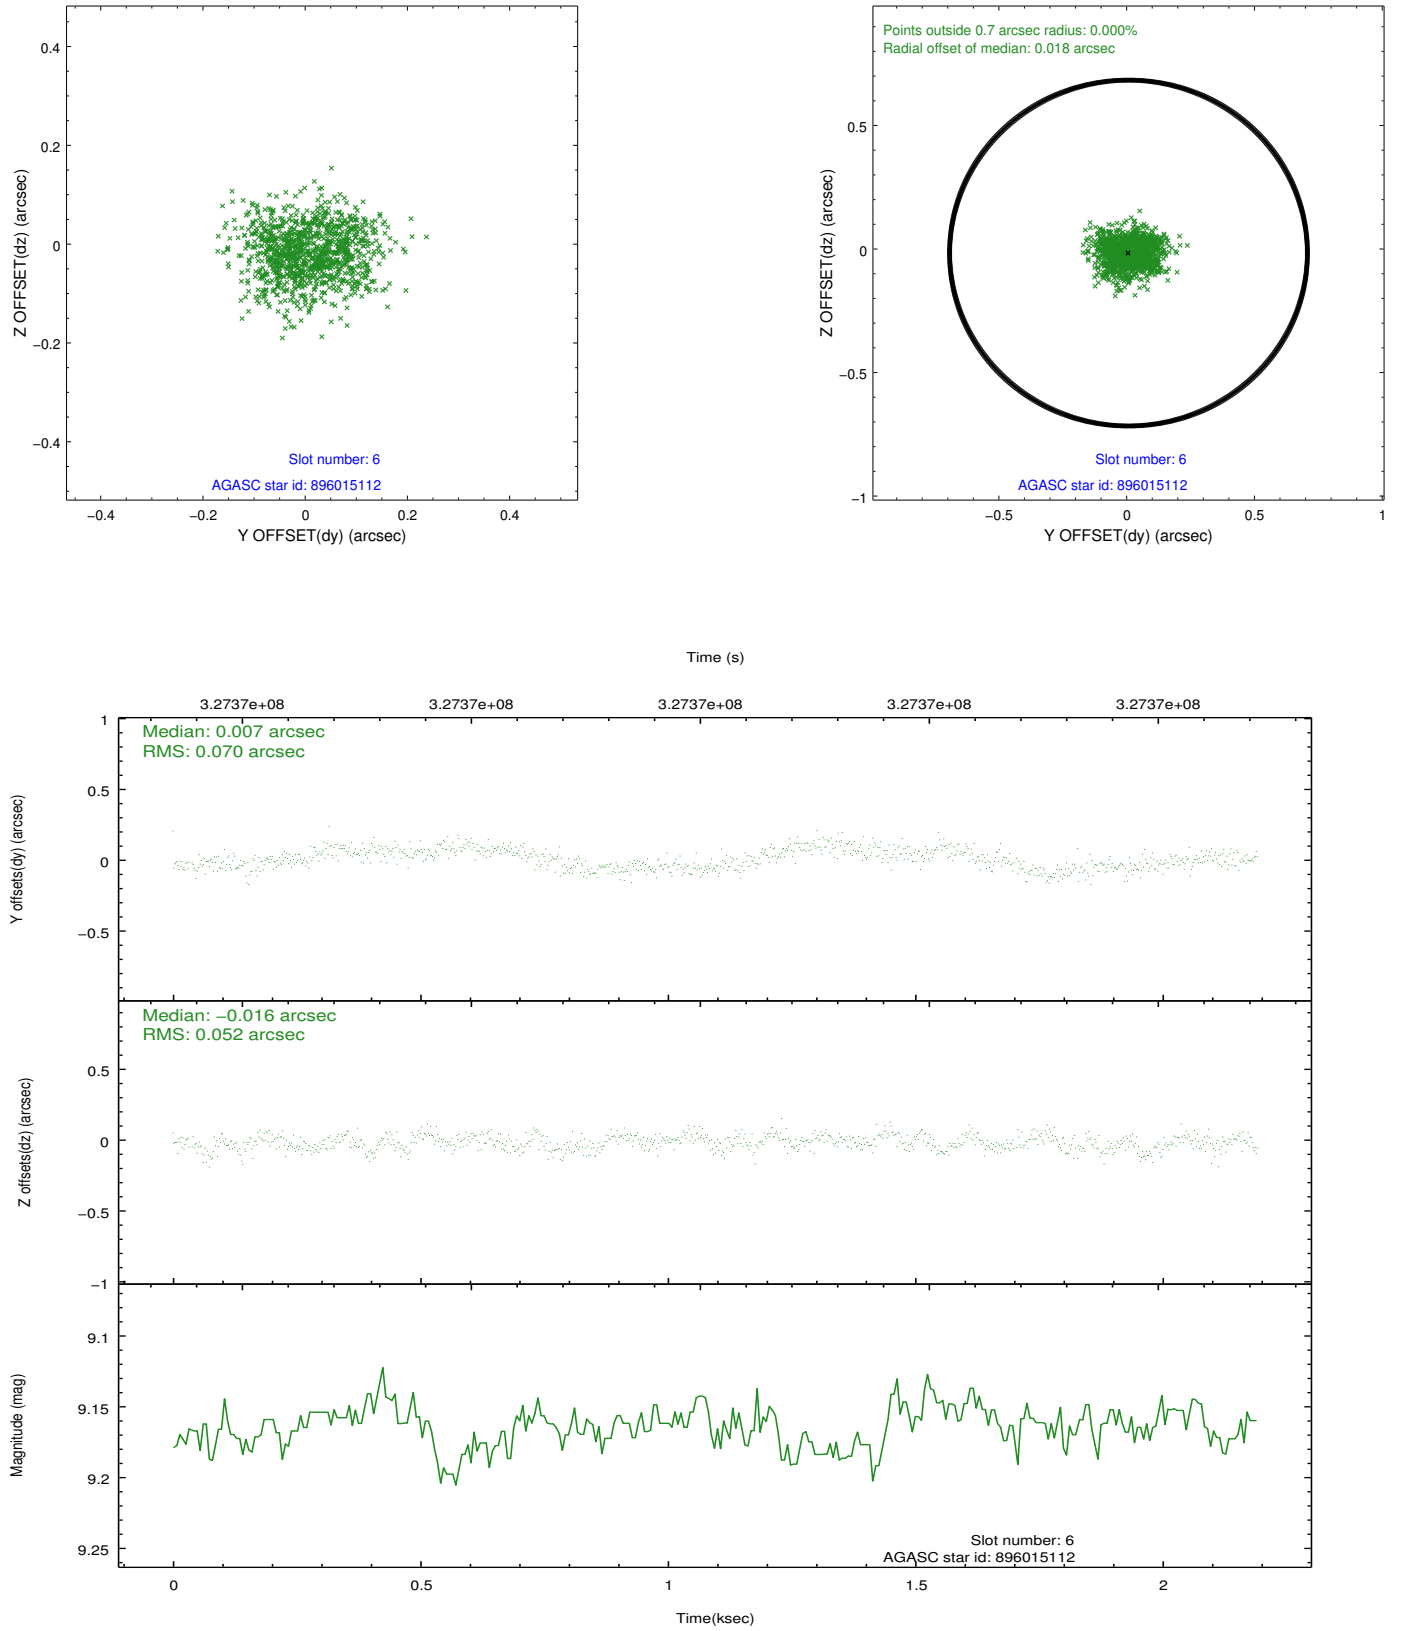 0.4
0.2
0
−0.2
−0.4
Z OFFSET(dz) (arcsec)
Slot number: 6
AGASC star id: 896015112
−0.4
−0.2
0
0.2
0.4
Y OFFSET(dy) (arcsec)
Points outside 0.7 arcsec radius: 0.000%
Radial offset of median: 0.018 arcsec
0.5
0
−0.5
−1
Z OFFSET(dz) (arcsec)
Slot number: 6
AGASC star id: 896015112
−0.5
0
0.5
1
Y OFFSET(dy) (arcsec)
Time (s)
3.2737e+08
3.2737e+08
3.2737e+08
3.2737e+08
3.2737e+08
Median: 0.007 arcsec
RMS: 0.070 arcsec
1
0.5
0
−0.5
Y offsets(dy) (arcsec)
Median: −0.016 arcsec
RMS: 0.052 arcsec
0.5
0
−0.5
−1
Z offsets(dz) (arcsec)
9.1
9.15
9.2
9.25
Magnitude (mag)
Slot number: 6
AGASC star id: 896015112
0
0.5
1
1.5
2
Time(ksec)